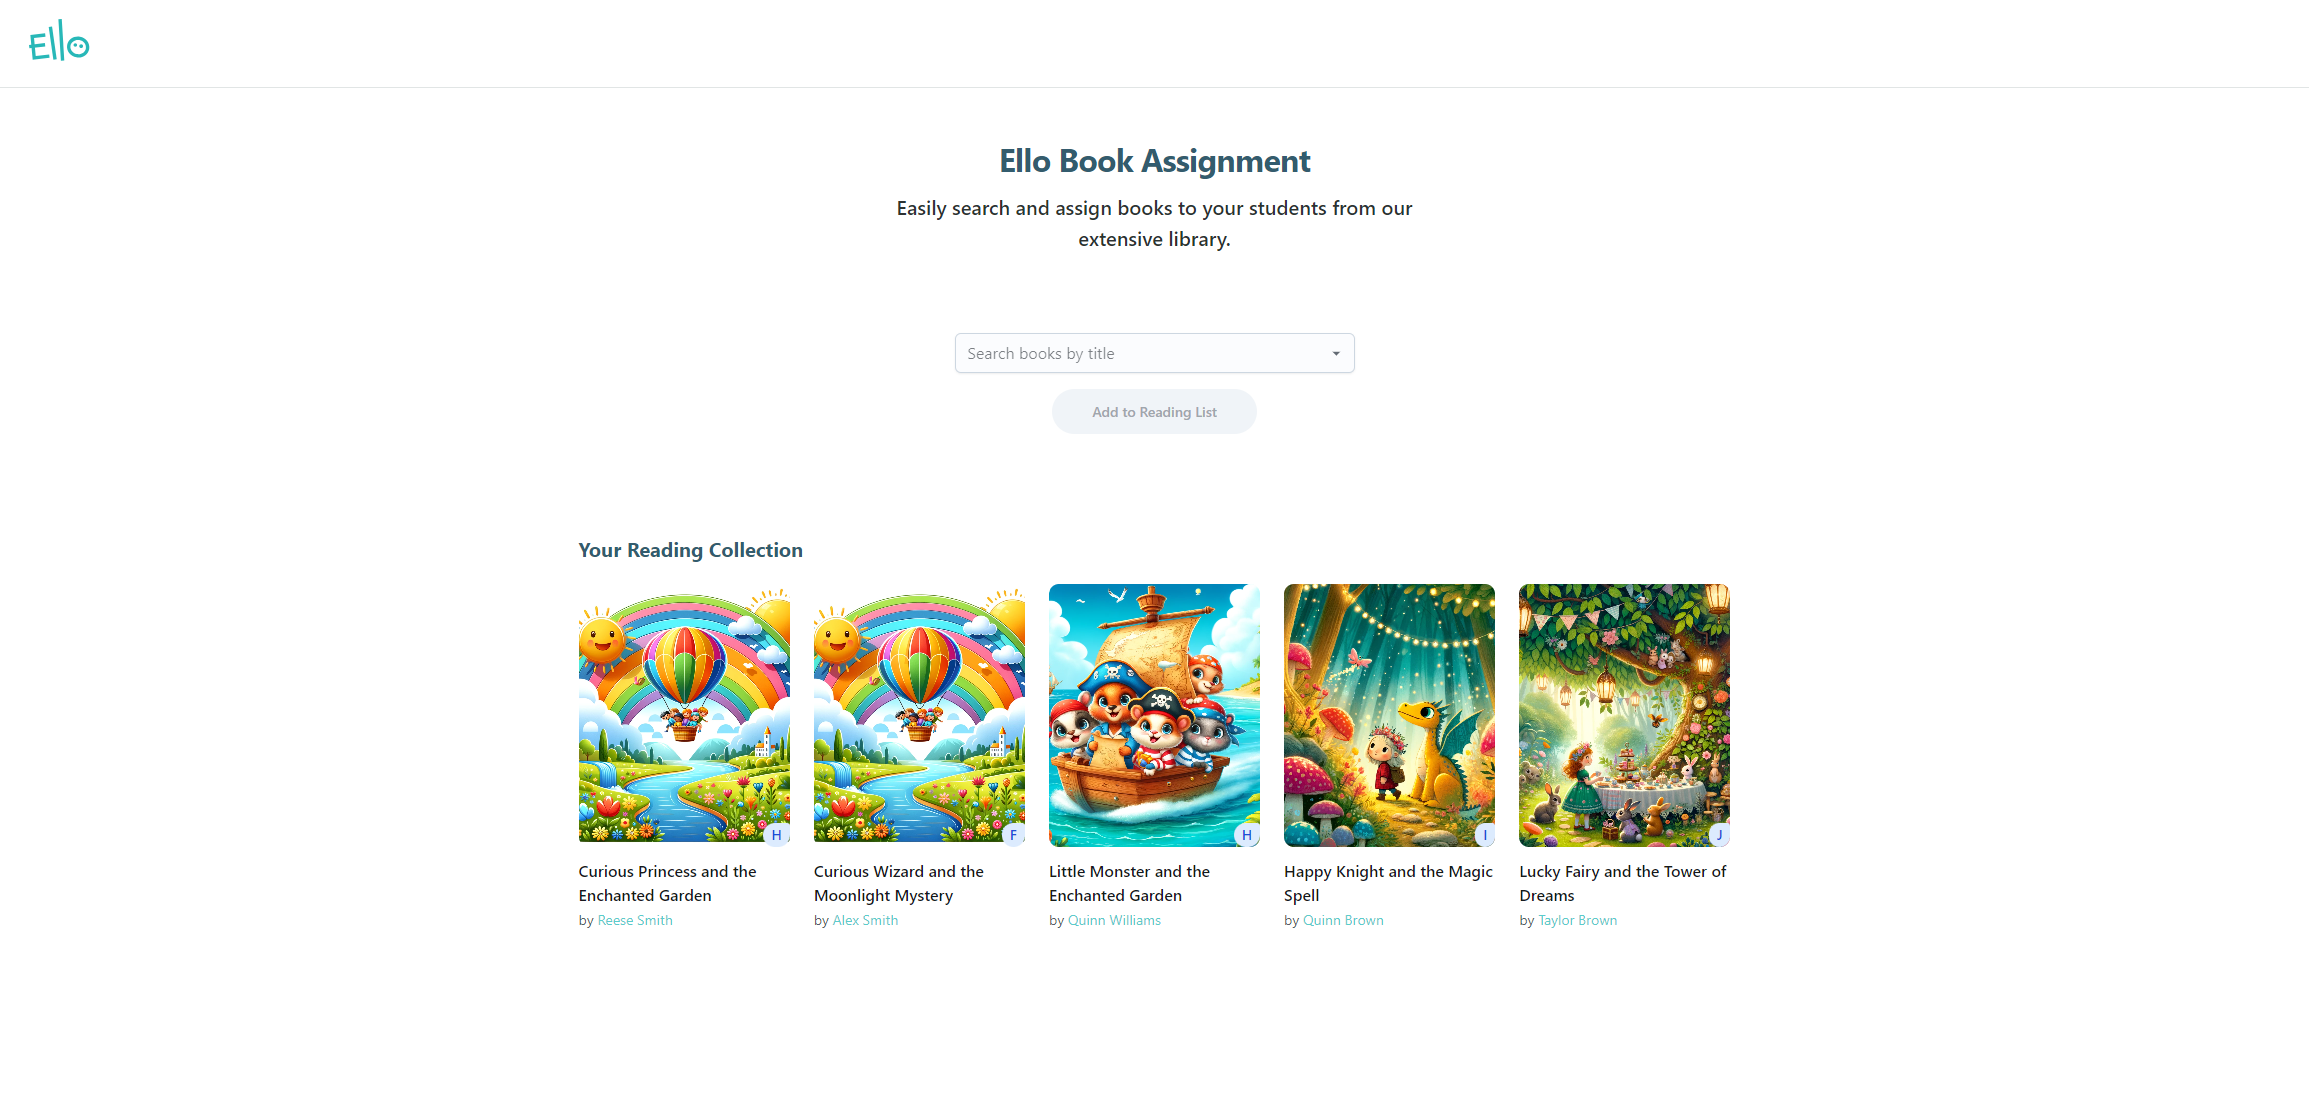 Ello
Ello Book Assignment
Easily search and assign books to your students from our
extensive library.
Search books by title
Add to Reading List
Your Reading Collection
H
Curious Princess and the
Enchanted Garden
by Reese Smith
F
Curious Wizard and the
Moonlight Mystery
by Alex Smith
H
Little Monster and the
Enchanted Garden
by Quinn Williams
I
Happy Knight and the Magic
Spell
by Quinn Brown
J
Lucky Fairy and the Tower of
Dreams
by Taylor Brown